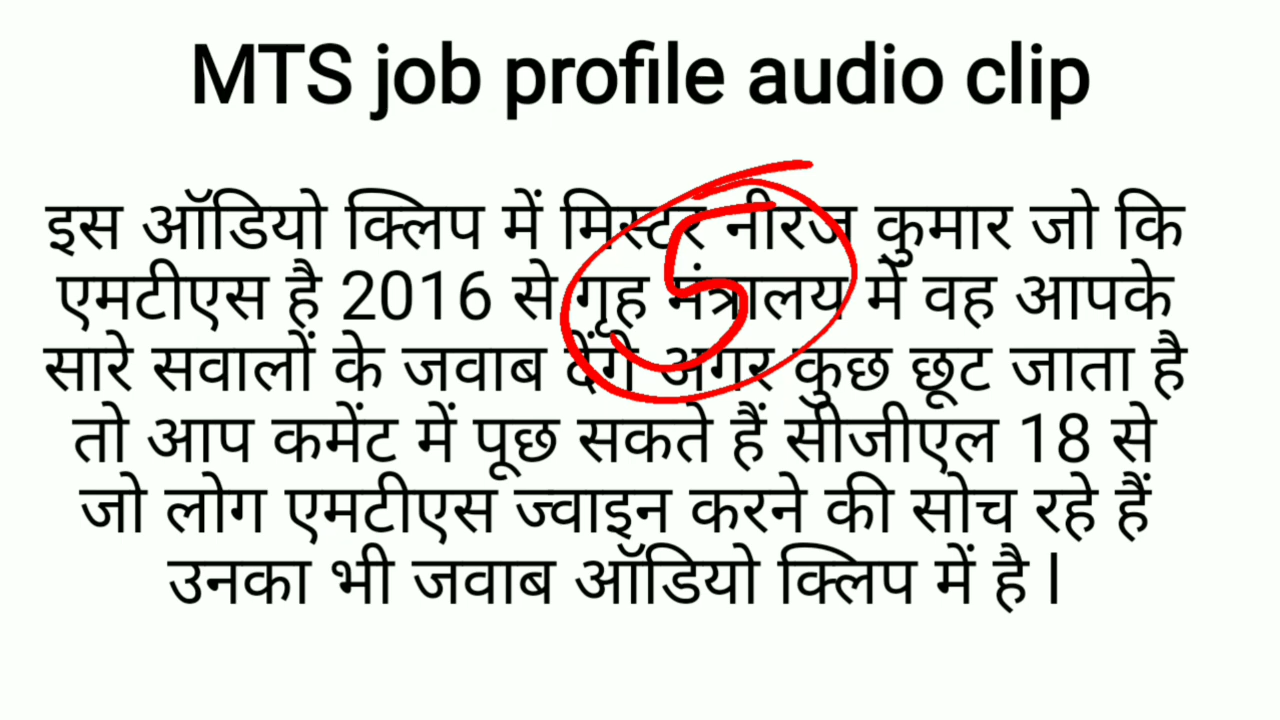 MTS job profile audio clip
इस ऑडियो क्लिप में मिस्टर नीरज कुमार जो कि
एमटीएस है 2016 से गृह मंत्रालय में वह आपके
सारे सवालों के जवाब देंगे अगर कुछ छूट जाता है
तो आप कमेंट में पूछ सकते हैं सीजीएल 18 से
जो लोग एमटीएस ज्वाइन करने की सोच रहे हैं
उनका भी जवाब ऑडियो क्लिप में है l
5